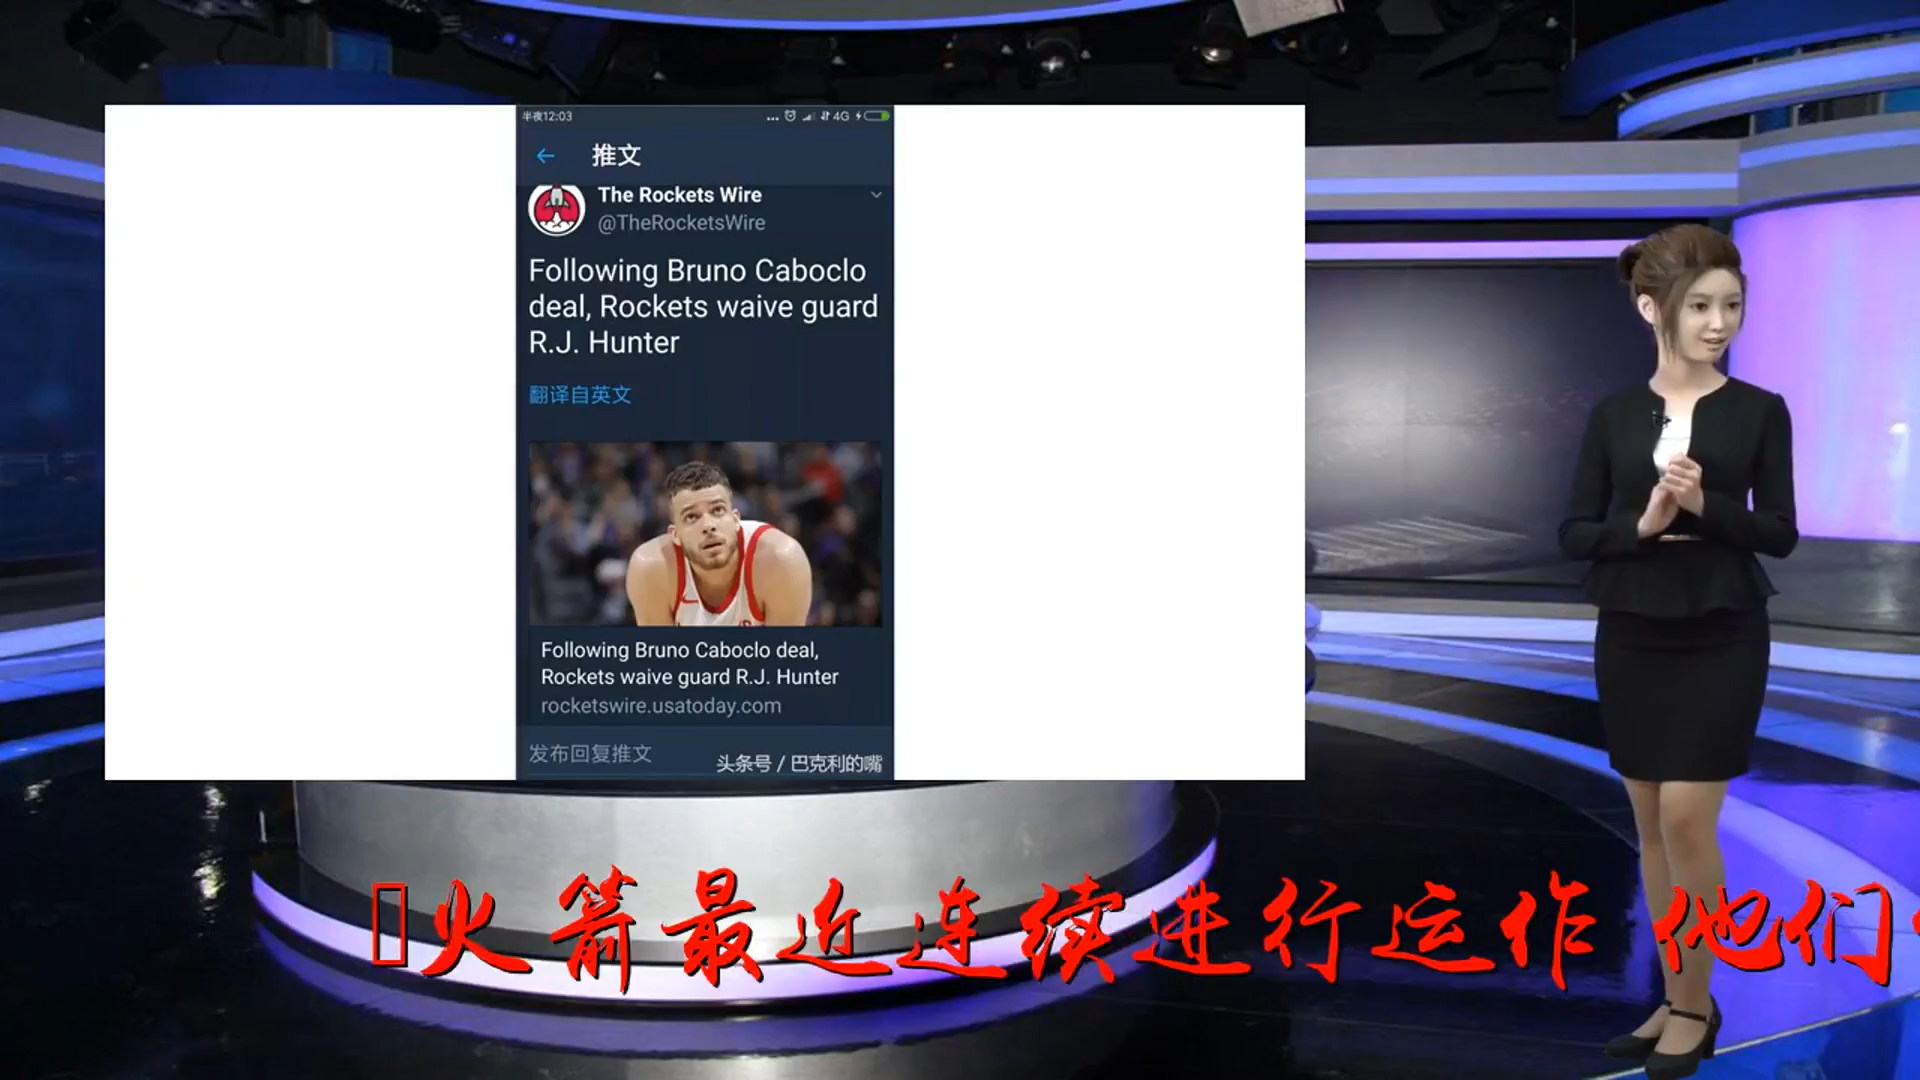 半夜12:03
4G
推文
The Rockets Wire
@TheRocketsWire
Following Bruno Caboclo
deal, Rockets waive guard
R.J. Hunter
翻译自英文
Following Bruno Caboclo deal,
Rockets waive guard R.J. Hunter
rocketswire.usatoday.com
发布回复推文
头条号 / 巴克利的嘴
火箭最近连续进行运作 他们